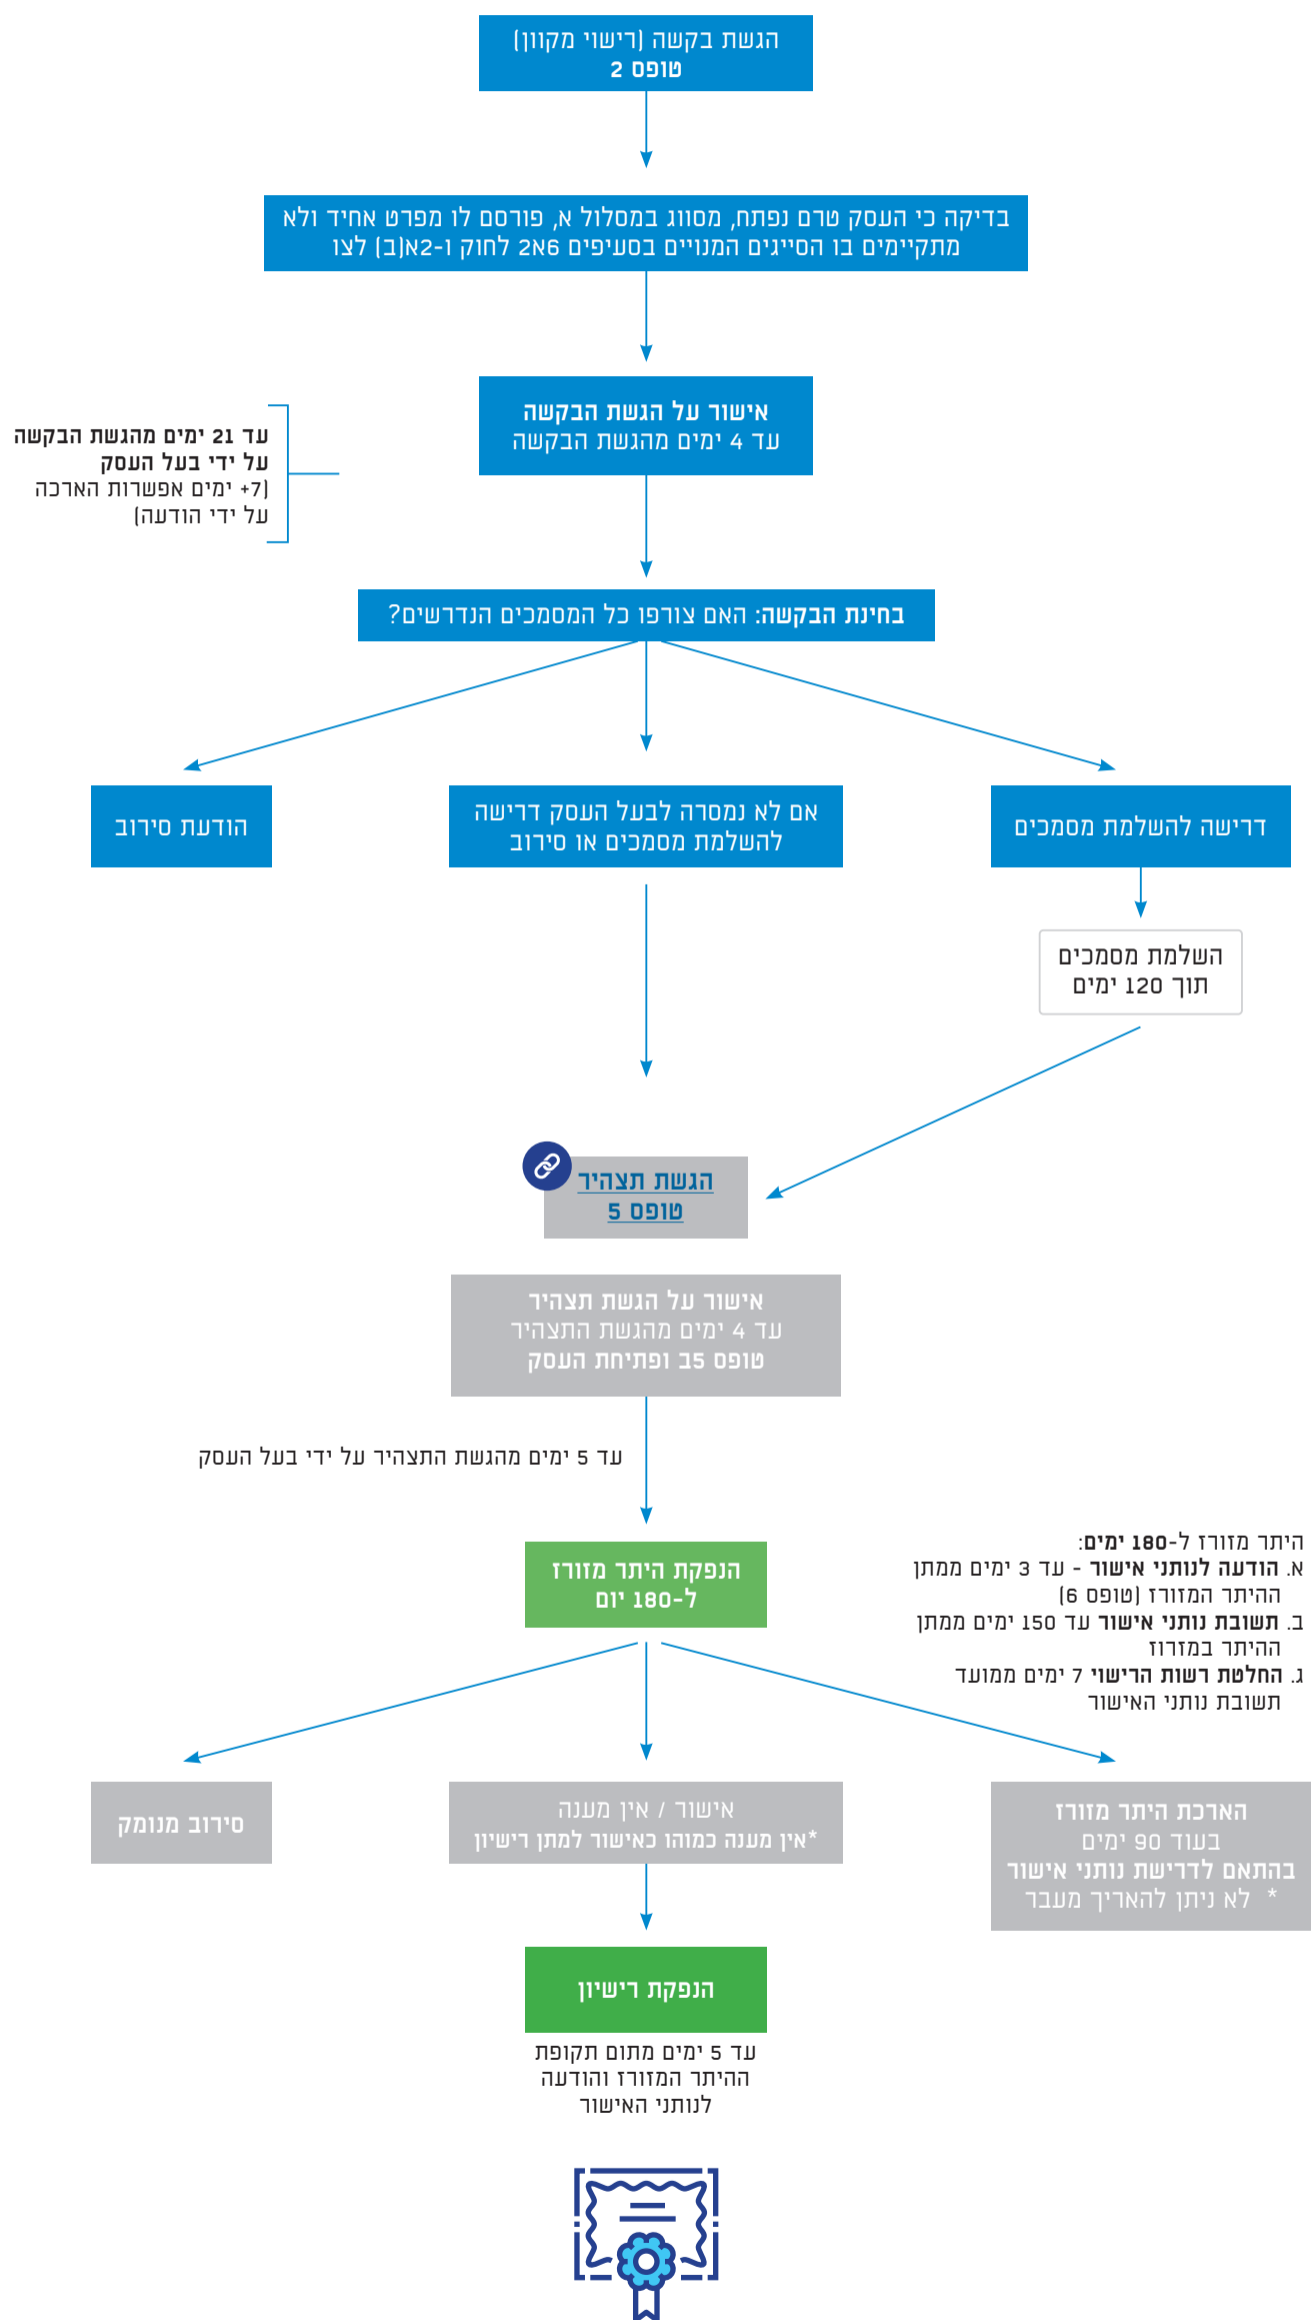 הגשת בקשה (רישוי מקוון)
טופס 2
בדיקה כי העסק טרם נפתח, מסווג במסלול א, פורסם לו מפרט אחיד ולא
מתקיימים בו הסייגים המנויים בסעיפים 6א2 לחוק ו-2א(ב) לצו
אישור על הגשת הבקשה
עד 4 ימים מהגשת הבקשה
עד 21 ימים מהגשת הבקשה
על ידי בעל העסק
(7+ ימים אפשרות הארכה
על ידי הודעה)
בחינת הבקשה: האם צורפו כל המסמכים הנדרשים?
דרישה להשלמת מסמכים
אם לא נמסרה לבעל העסק דרישה
להשלמת מסמכים או סירוב
הודעת סירוב
השלמת מסמכים
תוך 120 ימים
הגשת תצהיר
טופס 5
אישור על הגשת תצהיר
עד 4 ימים מהגשת התצהיר
טופס 5ב ופתיחת העסק
עד 5 ימים מהגשת התצהיר על ידי בעל העסק
הנפקת היתר מזורז
ל-180 יום
היתר מזורז ל-180 ימים:
א. הודעה לנותני אישור - עד 3 ימים ממתן
ההיתר המזורז (טופס 6)
ב. תשובת נותני אישור עד 150 ימים ממתן
ההיתר במזרוז
ג. החלטת רשות הרישוי 7 ימים ממועד
תשובת נותני האישור
הארכת היתר מזורז
בעוד 90 ימים
בהתאם לדרישת נותני אישור
* לא ניתן להאריך מעבר
אישור / אין מענה
*אין מענה כמוהו כאישור למתן רישיון
סירוב מנומק
הנפקת רישיון
עד 5 ימים מתום תקופת
ההיתר המזורז והודעה
לנותני האישור